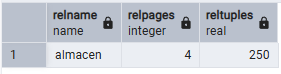 relname relpages reltuples
name integer real
1 almacen 4 250